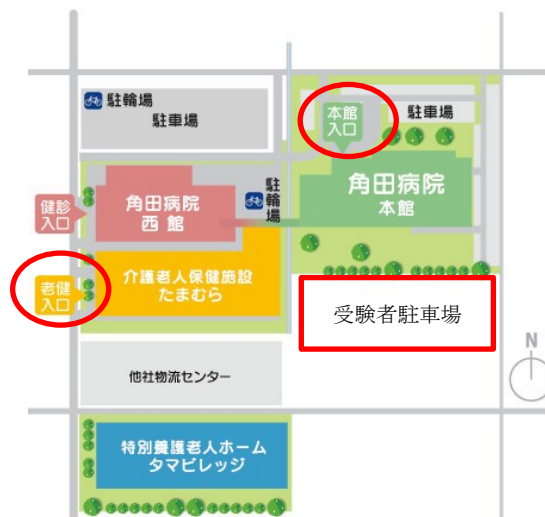 駐輪場
駐車場
本館
入口
駐車場
健診
入口
角田病院
西 館
駐輪場
角田病院
本館
老健
入口
介護老人保健施設
たまむら
受験者駐車場
N
他社物流センター
特別養護老人ホーム
タマビレッジ